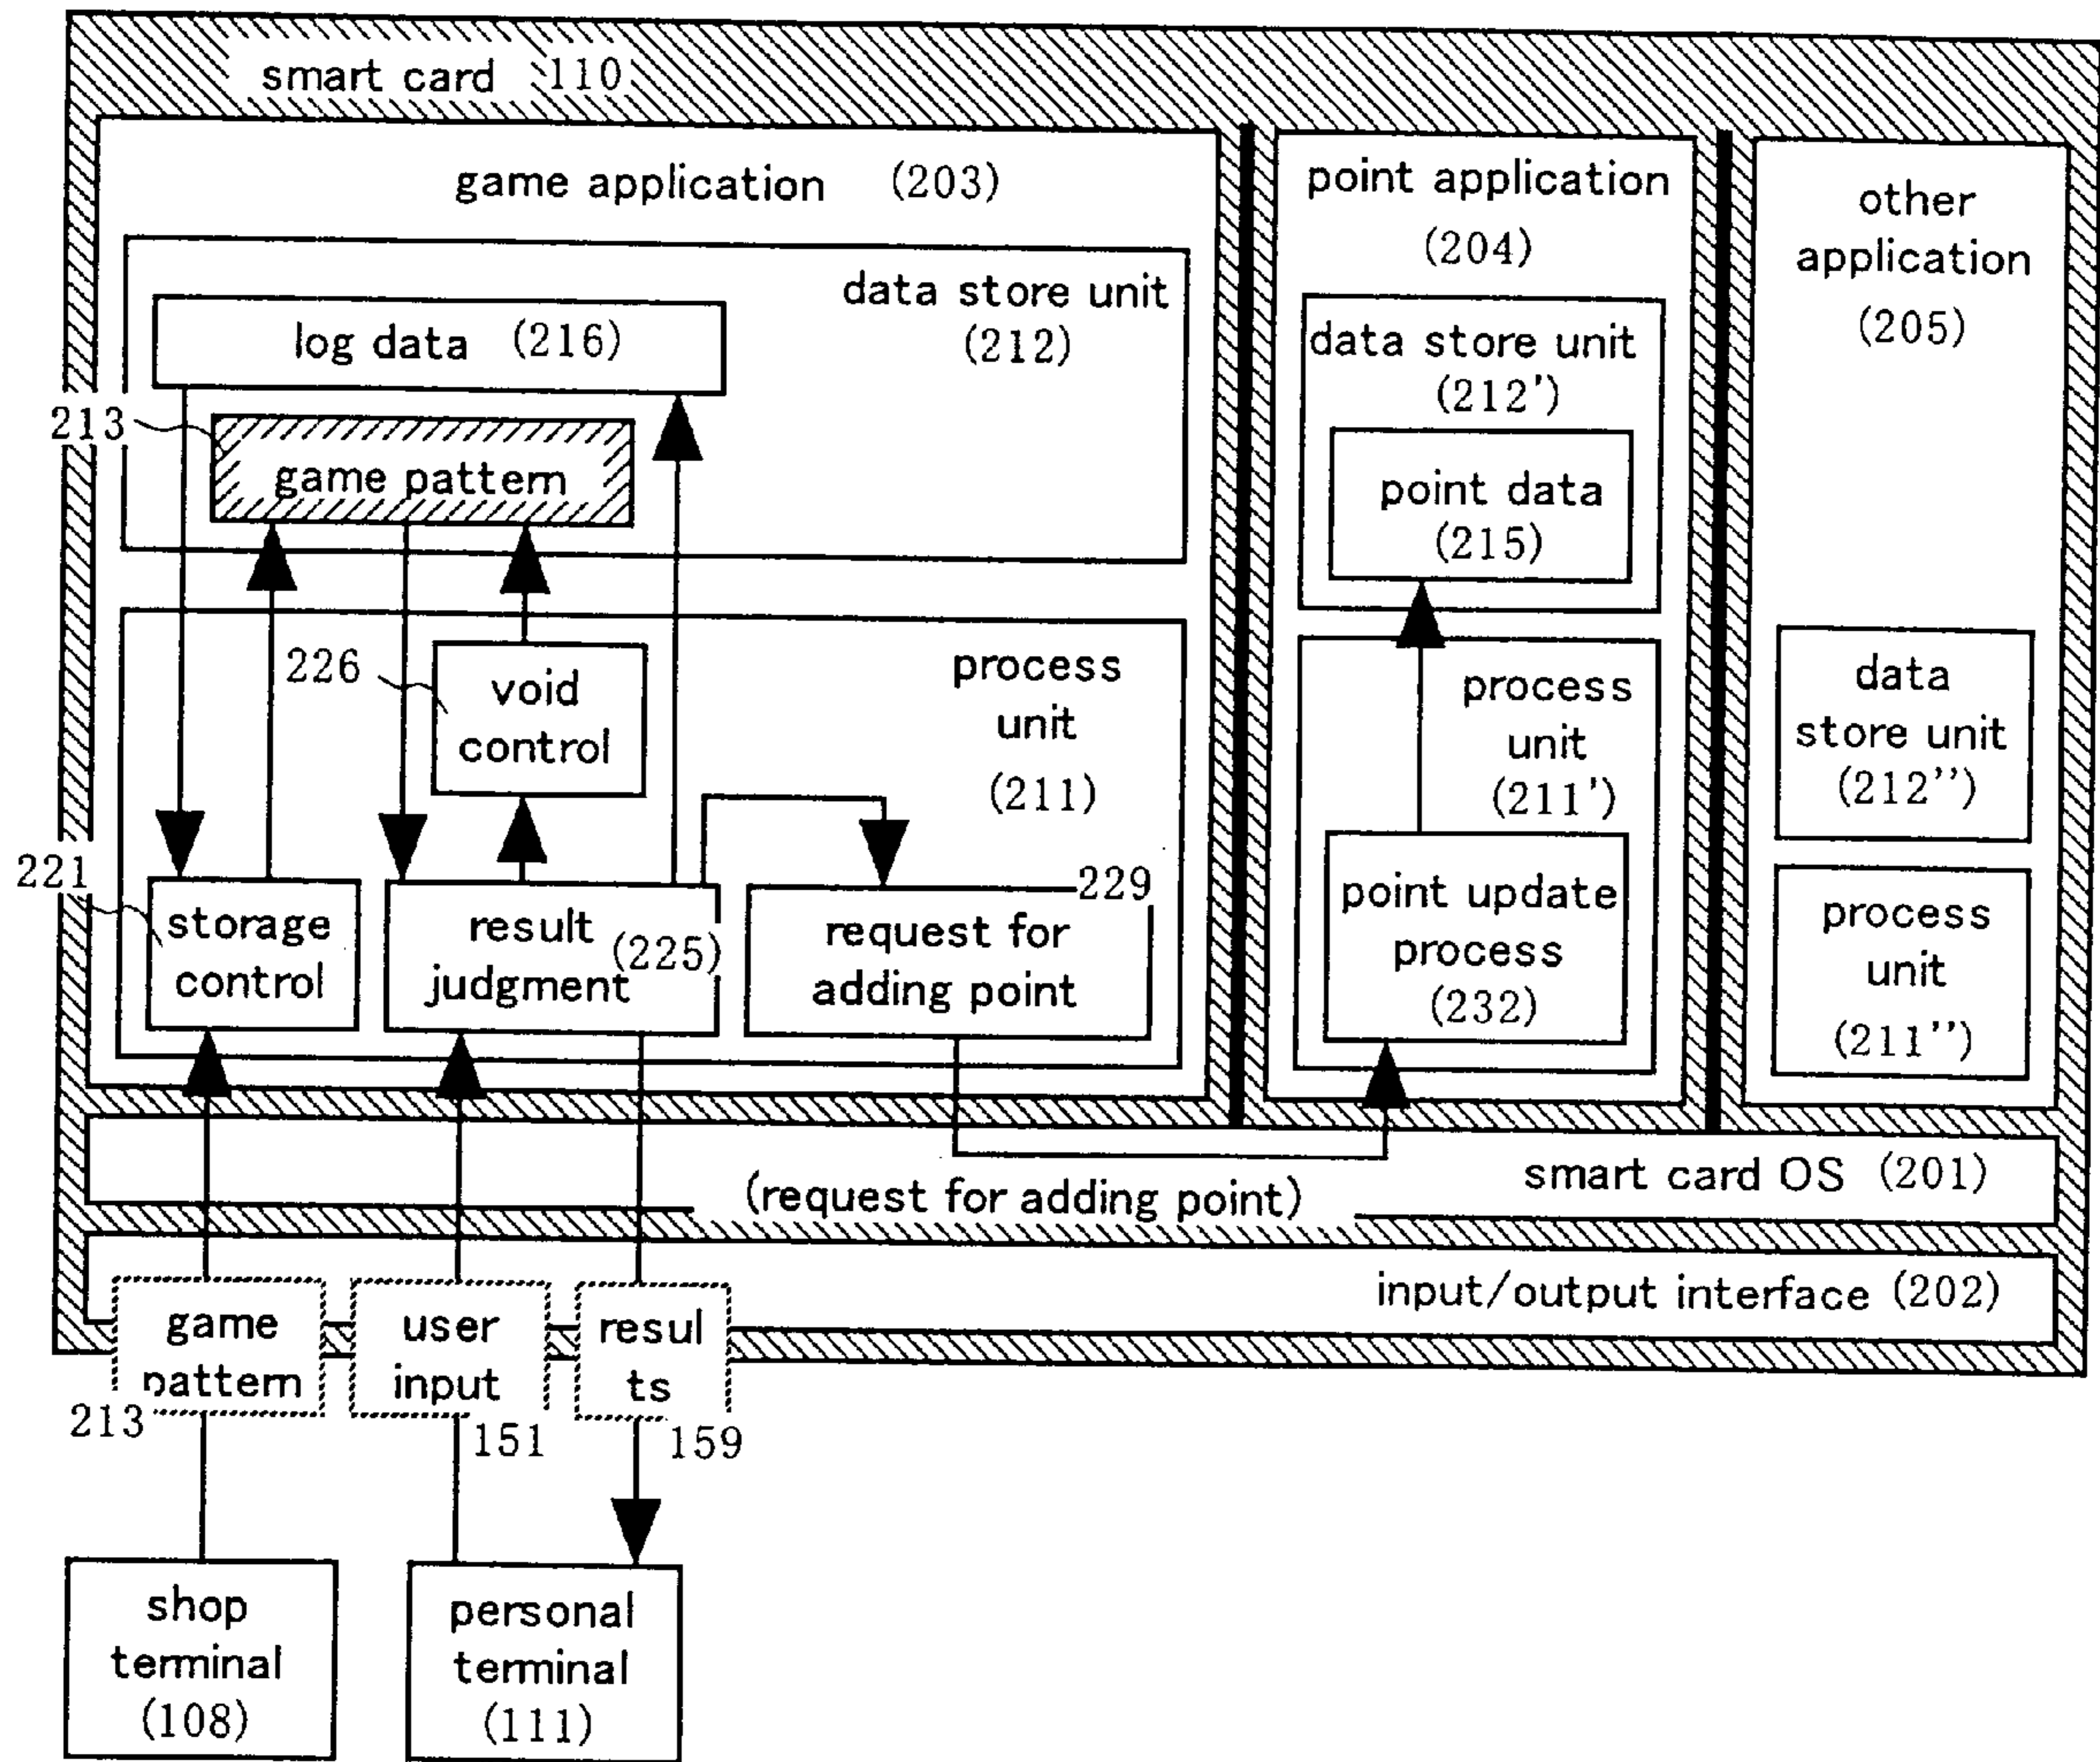 smart card 110
game application (203)
data store unit
(212)
log data (216)
213
game pattern
process
unit
(211)
226
void
control
221
storage
control
result
judgment (225)
229
request for
adding point
point application
(204)
data store unit
(212')
point data
(215)
process
unit
(211')
point update
process
(232)
other
application
(205)
data
store unit
(212'')
process
unit
(211'')
(request for adding point)
smart card OS (201)
input/output interface (202)
game
pattern
213
user
input
151
resul
ts
159
shop
terminal
(108)
personal
terminal
(111)